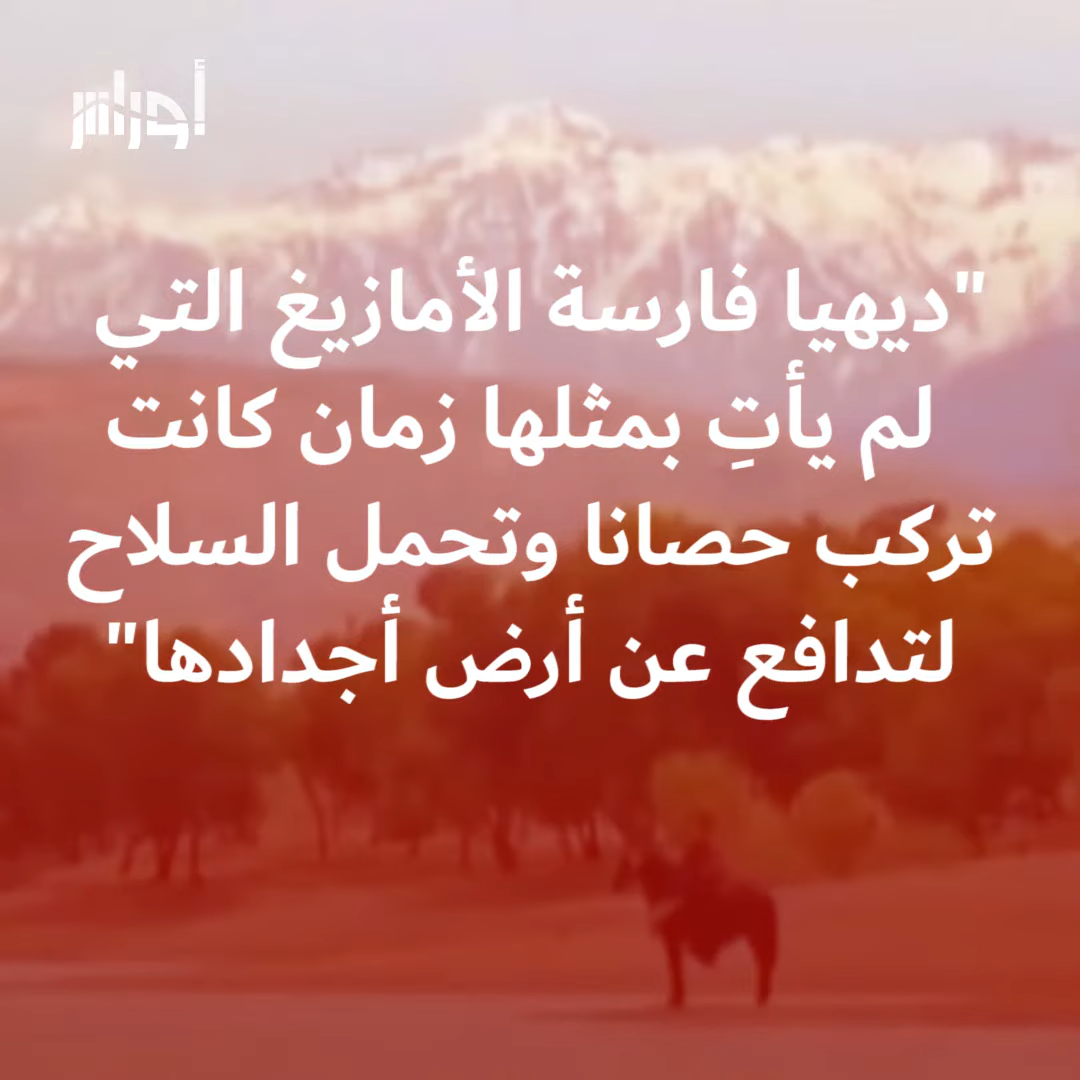 أوراس
"ديهيا فارسة الأمازيغ التي
لم يأتِ بمثلها زمان كانت
تركب حصانا وتحمل السلاح
لتدافع عن أرض أجدادها"